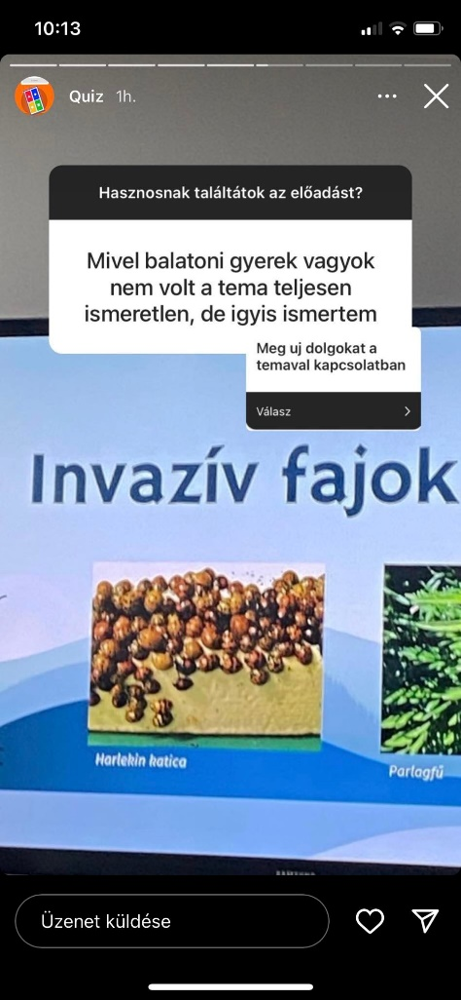 10:13
Quiz 1h.
Hasznosnak találtátok az előadást?
Mivel balatoni gyerek vagyok
nem volt a tema teljesen
ismeretlen, de igyis ismertem
Meg uj dolgokat a
temaval kapcsolatban
Válasz
Invazív fajok
Harlekin katica
Parlagfű
Üzenet küldése